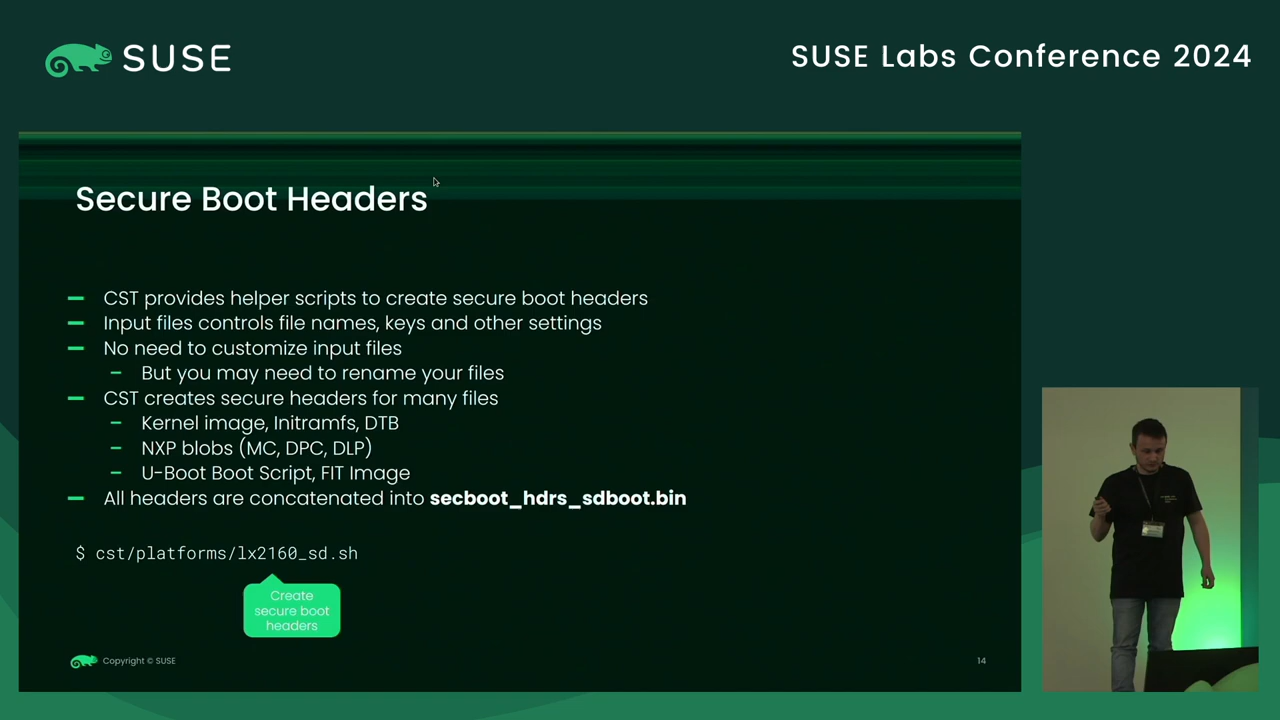 SUSE
SUSE Labs Conference 2024
Secure Boot Headers
CST provides helper scripts to create secure boot headers
Input files controls file names, keys and other settings
No need to customize input files
But you may need to rename your files
CST creates secure headers for many files
Kernel image, Initramfs, DTB
NXP blobs (MC, DPC, DLP)
U-Boot Boot Script, FIT Image
All headers are concatenated into secboot_hdrs_sdboot.bin
$ cst/platforms/lx2160_sd.sh
Create
secure boot
headers
Copyright © SUSE
14